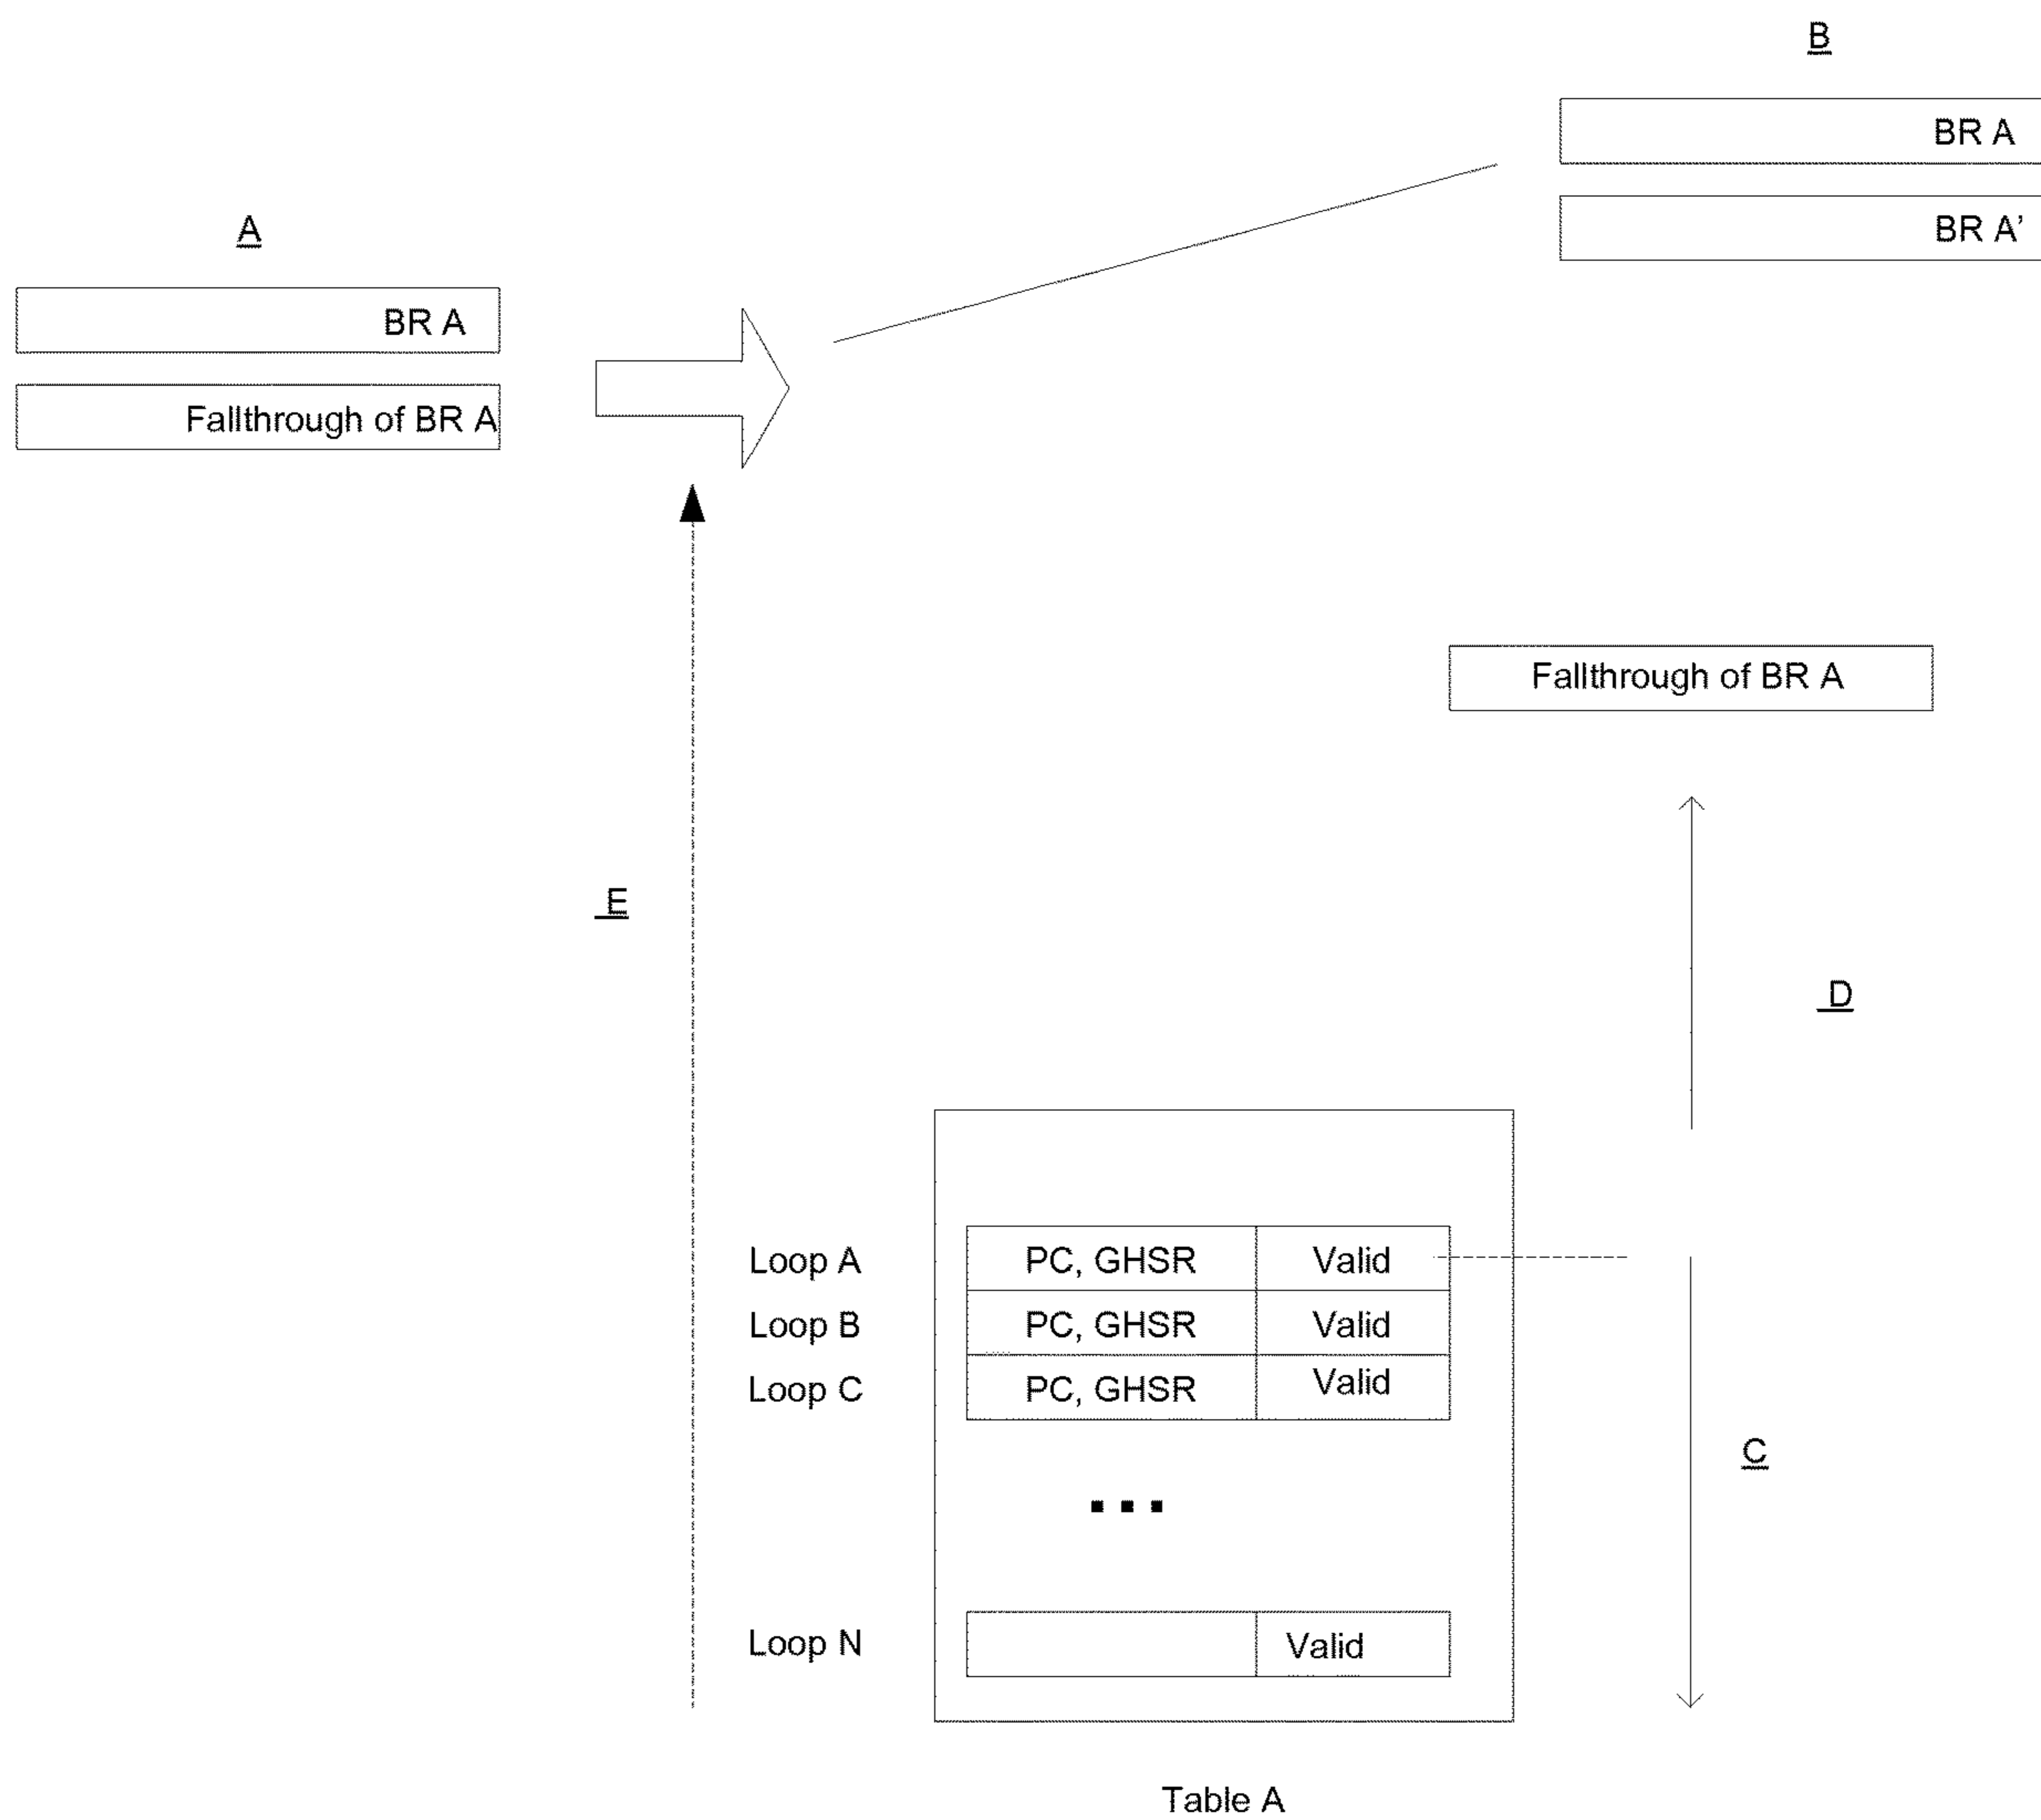 B
BR A
BR A'
A
BR A
Fallthrough of BR A
Fallthrough of BR A
E
D
Loop A PC, GHSR Valid
Loop B PC, GHSR Valid
Loop C PC, GHSR Valid
C
...
Loop N Valid
Table A